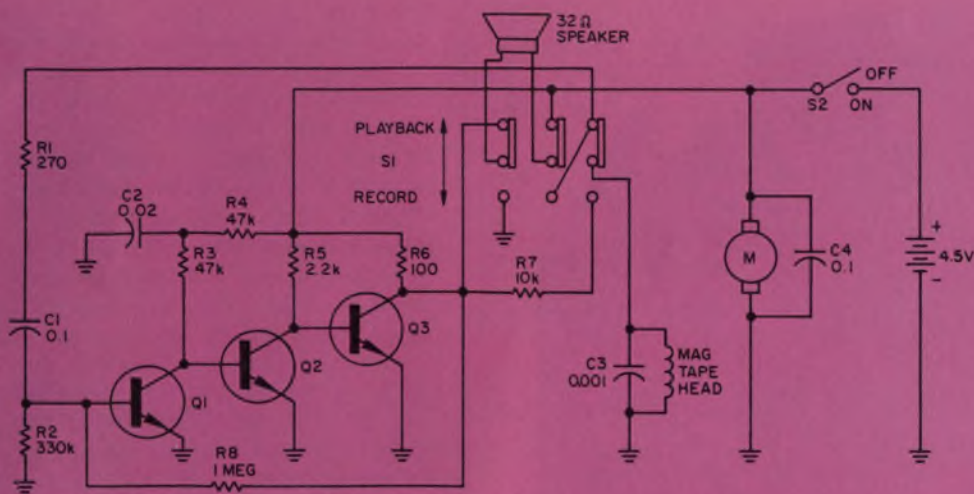 32Ω
SPEAKER
OFF
S2
ON
PLAYBACK
S1
RECORD
R1
270
C2
0.02
R4
47k
R3
47k
R5
2.2k
R6
100
R7
10k
+
4.5V
-
M
C4
0.1
C1
0.1
Q3
Q2
Q1
C3
0.001
MAG
TAPE
HEAD
R2
330k
R8
1 MEG